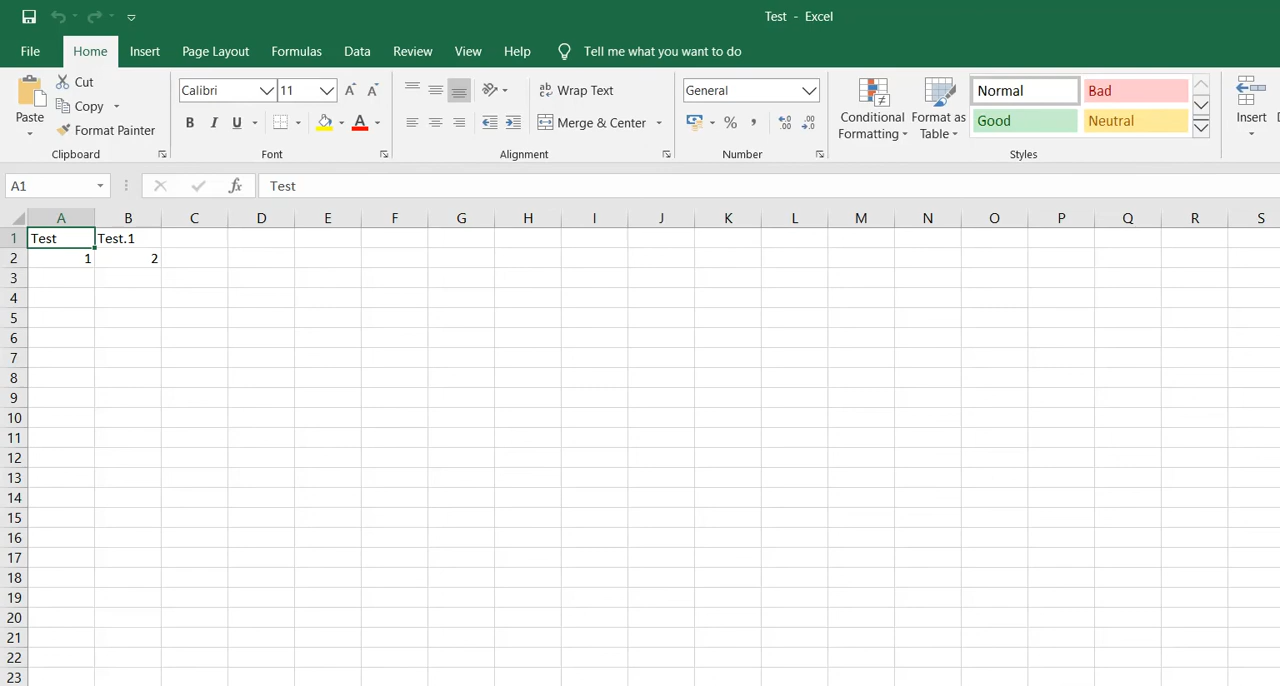 Test - Excel
File Home Insert Page Layout Formulas Data Review View Help Tell me what you want to do
Paste Cut Copy Format Painter Clipboard
Calibri 11 A A B I U A Font
Wrap Text Merge & Center Alignment
General % , .00 .0 Number
Conditional Formatting Format as Table Normal Bad Good Neutral Styles
Insert
A1 fx Test
A B C D E F G H I J K L M N O P Q R S
1 Test Test.1
2 1 2
3
4
5
6
7
8
9
10
11
12
13
14
15
16
17
18
19
20
21
22
23